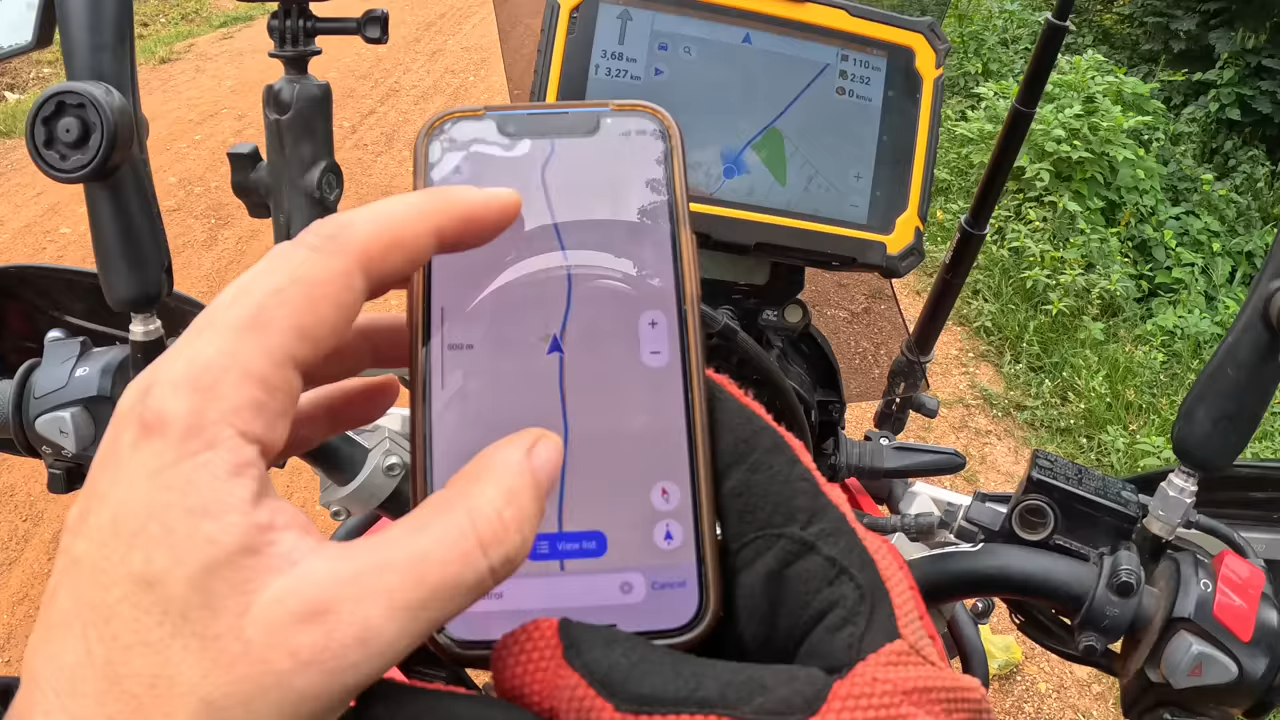 3,68 km
3,27 km
110 km
2:52
0 km/u
+
−
+
−
View list
Cancel
C